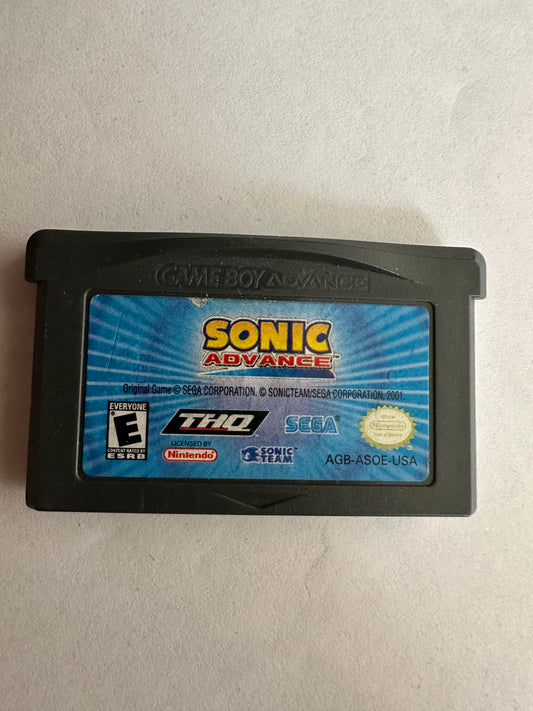 GAME BOY ADVANCE
SONIC
ADVANCE™
Original Game © SEGA CORPORATION. © SONICTEAM/SEGA CORPORATION, 2001.
EVERYONE
E
CONTENT RATED BY
ESRB
THQ
LICENSED BY
Nintendo
SEGA®
SONIC
TEAM
Official
Nintendo
Seal of Quality
AGB-ASOE-USA